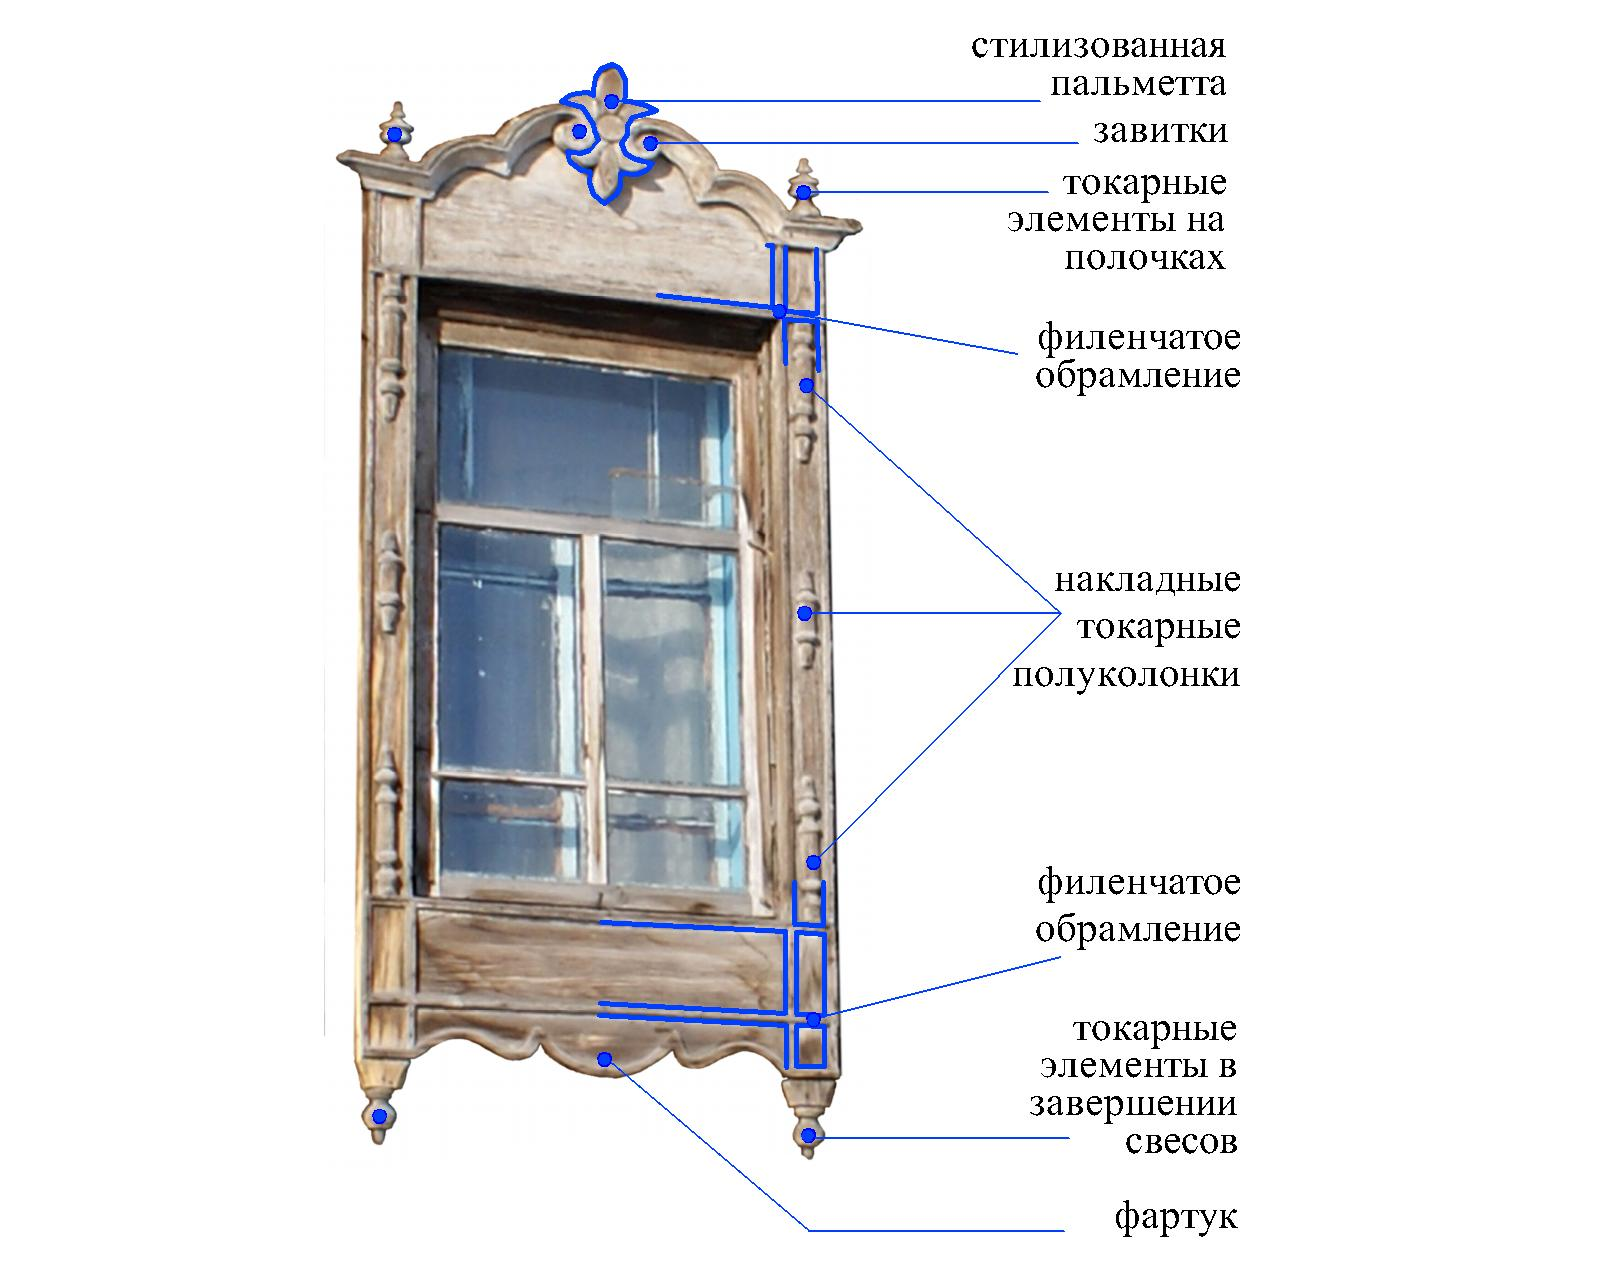 стилизованная
пальметта
завитки
токарные
элементы на
полочках
филенчатое
обрамление
накладные
токарные
полуколонки
филенчатое
обрамление
токарные
элементы в
завершении
свесов
фартук